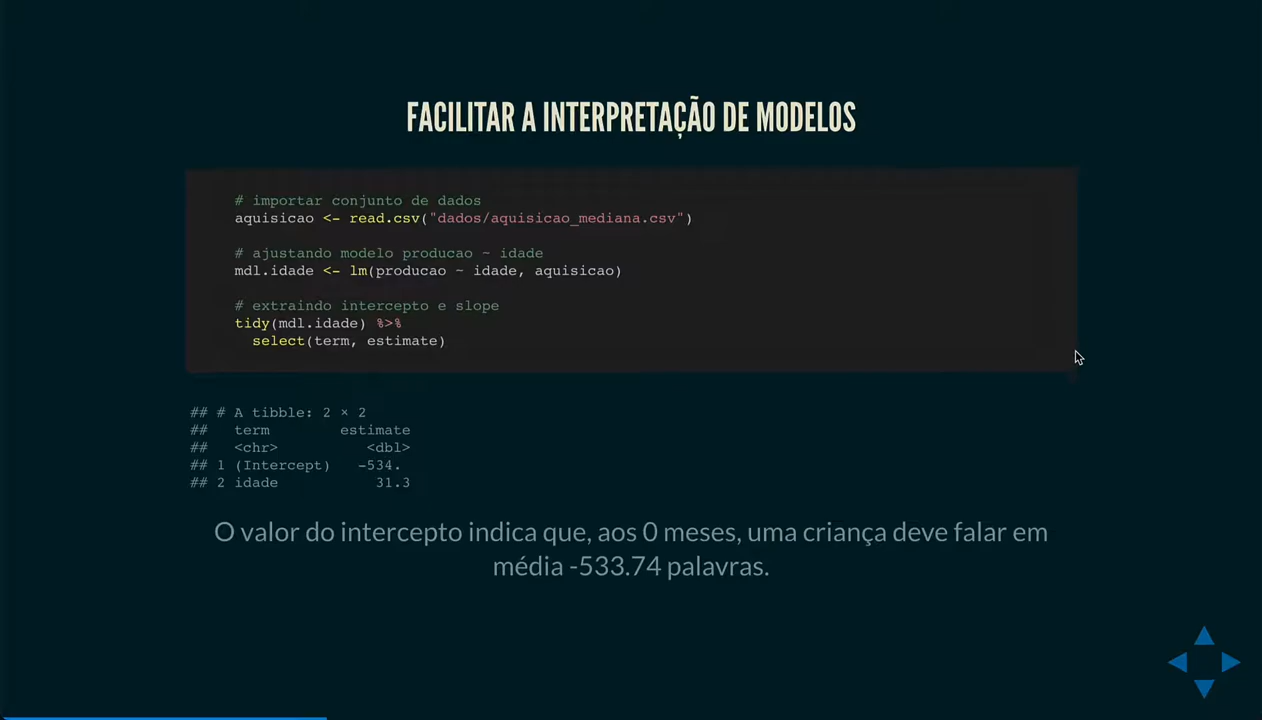 FACILITAR A INTERPRETAÇÃO DE MODELOS
# importar conjunto de dados
aquisicao <- read.csv("dados/aquisicao_mediana.csv")
# ajustando modelo producao ~ idade
mdl.idade <- lm(producao ~ idade, aquisicao)
# extraindo intercepto e slope
tidy(mdl.idade) %>%
  select(term, estimate)
## # A tibble: 2 × 2
##   term        estimate
##   <chr>          <dbl>
## 1 (Intercept)   -534.
## 2 idade           31.3
O valor do intercepto indica que, aos 0 meses, uma criança deve falar em
média -533.74 palavras.